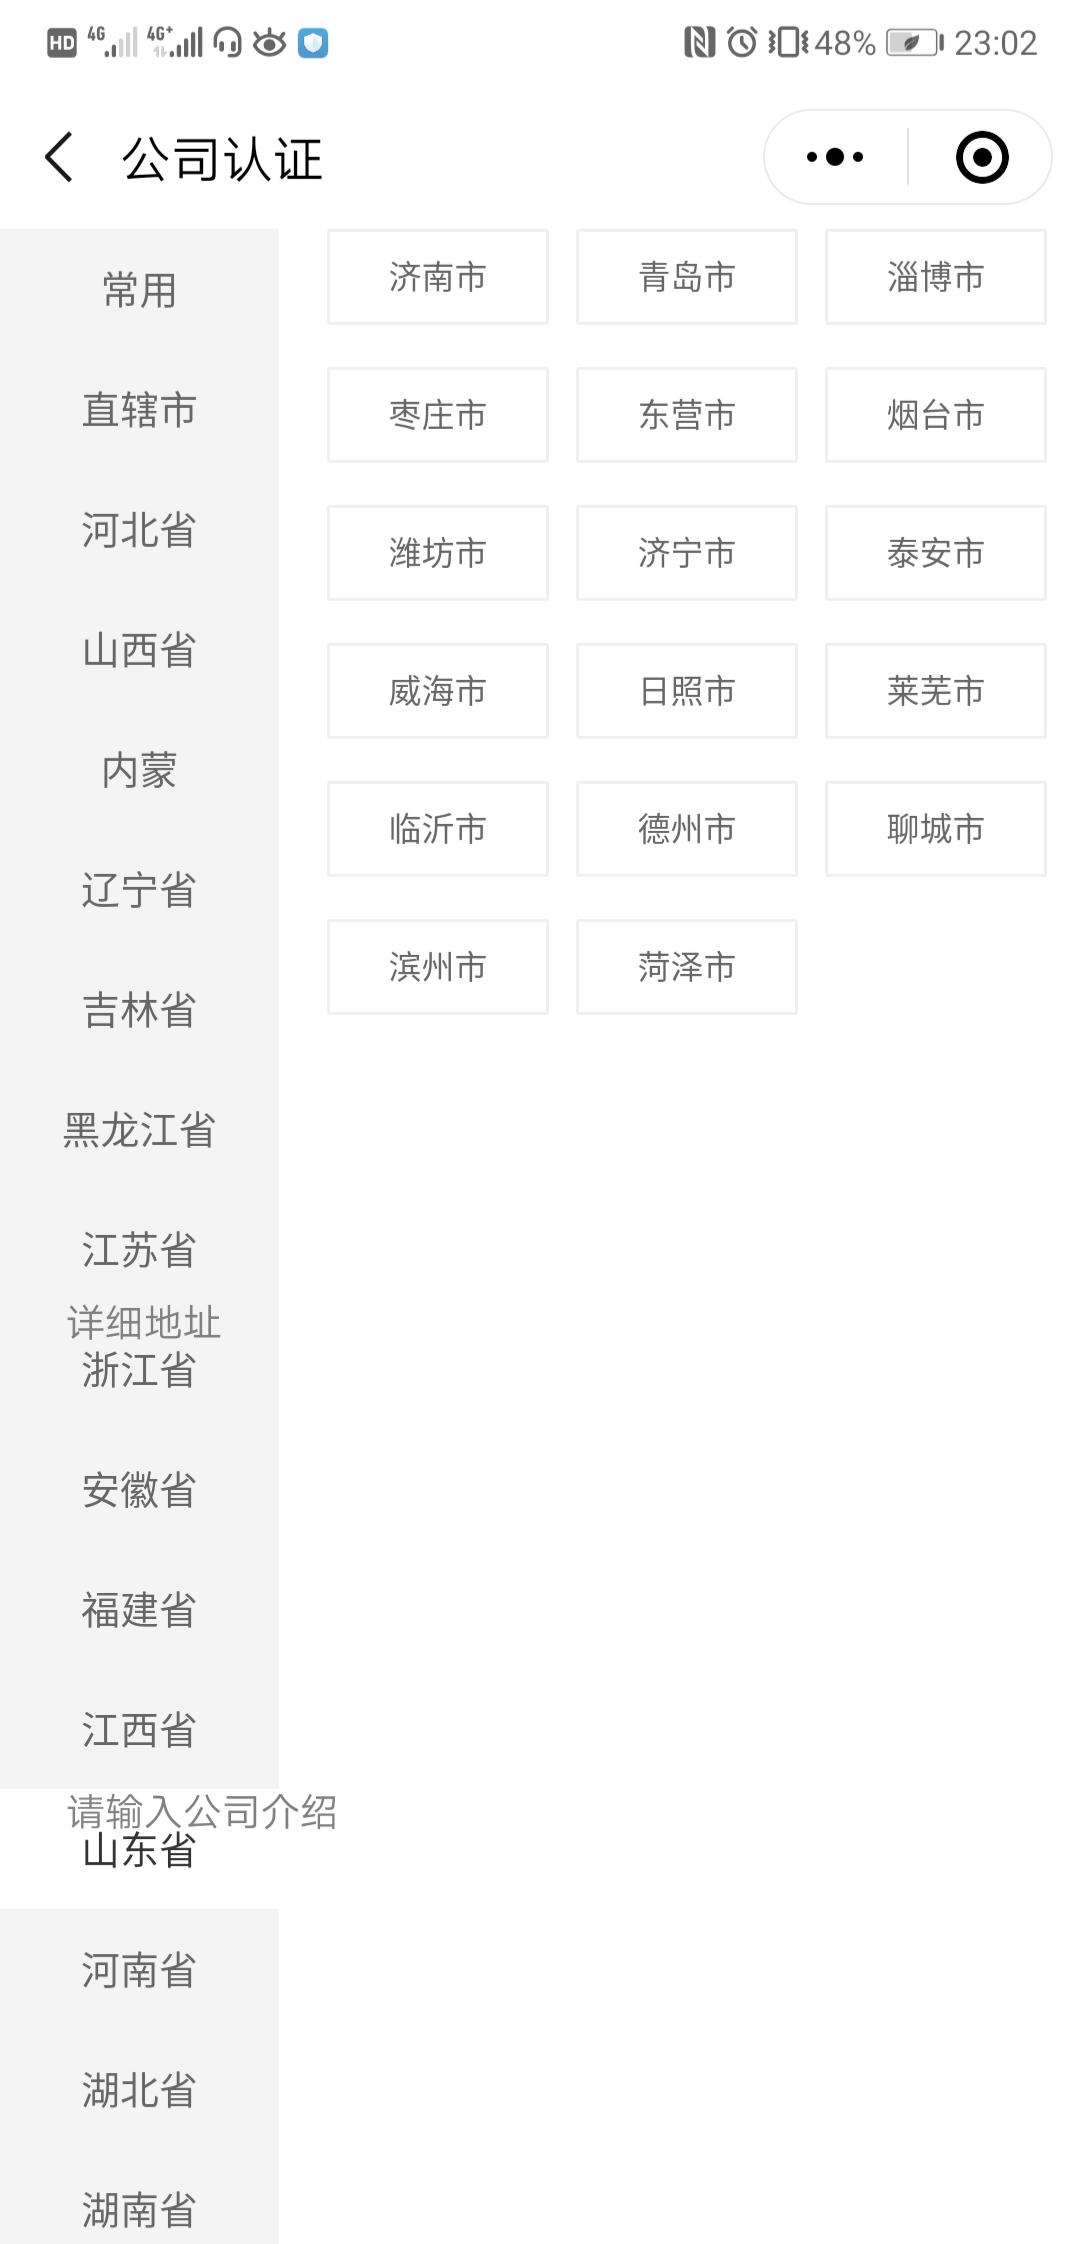 HD 4G 4G+ 48% 23:02
公司认证
常用
直辖市
河北省
山西省
内蒙
辽宁省
吉林省
黑龙江省
江苏省
详细地址
浙江省
安徽省
福建省
江西省
请输入公司介绍
山东省
河南省
湖北省
湖南省
济南市 青岛市 淄博市
枣庄市 东营市 烟台市
潍坊市 济宁市 泰安市
威海市 日照市 莱芜市
临沂市 德州市 聊城市
滨州市 菏泽市